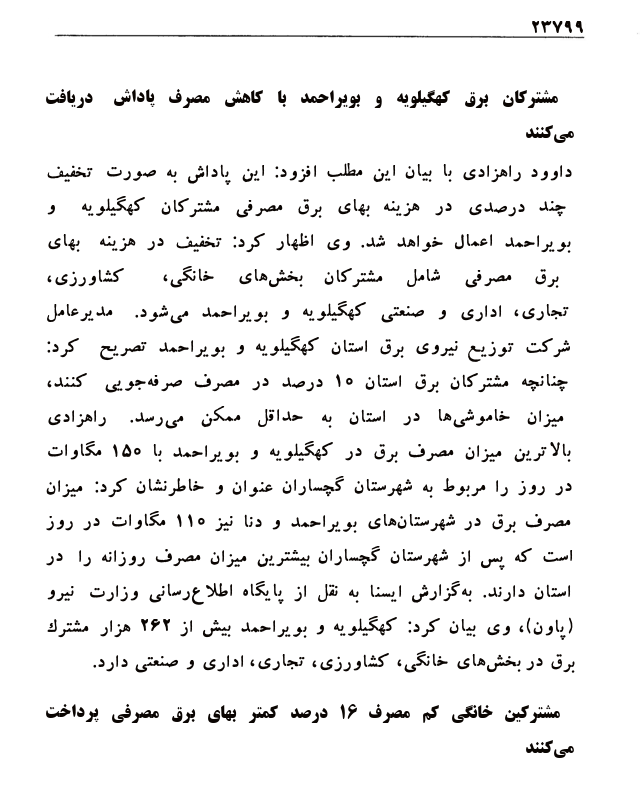 ۲۳۷۹۹
مشترکان برق کهگیلویه و بویراحمد با کاهش مصرف پاداش دریافت
می‌کنند
داوود راهزادی با بیان این مطلب افزود: این پاداش به صورت تخفیف
چند درصدی در هزینه بهای برق مصرفی مشترکان کهگیلویه و
بویراحمد اعمال خواهد شد. وی اظهار کرد: تخفیف در هزینه بهای
برق مصرفی شامل مشترکان بخش‌های خانگی، کشاورزی،
تجاری، اداری و صنعتی کهگیلویه و بویراحمد می‌شود. مدیرعامل
شرکت توزیع نیروی برق استان کهگیلویه و بویراحمد تصریح کرد:
چنانچه مشترکان برق استان ۱۰ درصد در مصرف صرفه‌جویی کنند،
میزان خاموشی‌ها در استان به حداقل ممکن می‌رسد. راهزادی
بالاترین میزان مصرف برق در کهگیلویه و بویراحمد با ۱۵۰ مگاوات
در روز را مربوط به شهرستان گچساران عنوان و خاطرنشان کرد: میزان
مصرف برق در شهرستان‌های بویراحمد و دنا نیز ۱۱۰ مگاوات در روز
است که پس از شهرستان گچساران بیشترین میزان مصرف روزانه را در
استان دارند. به‌گزارش ایسنا به نقل از پایگاه اطلاع‌رسانی وزارت نیرو
(پاون)، وی بیان کرد: کهگیلویه و بویراحمد بیش از ۲۶۲ هزار مشترك
برق در بخش‌های خانگی، کشاورزی، تجاری، اداری و صنعتی دارد.
مشترکین خانگی کم مصرف ۱۶ درصد کمتر بهای برق مصرفی پرداخت
می‌کنند